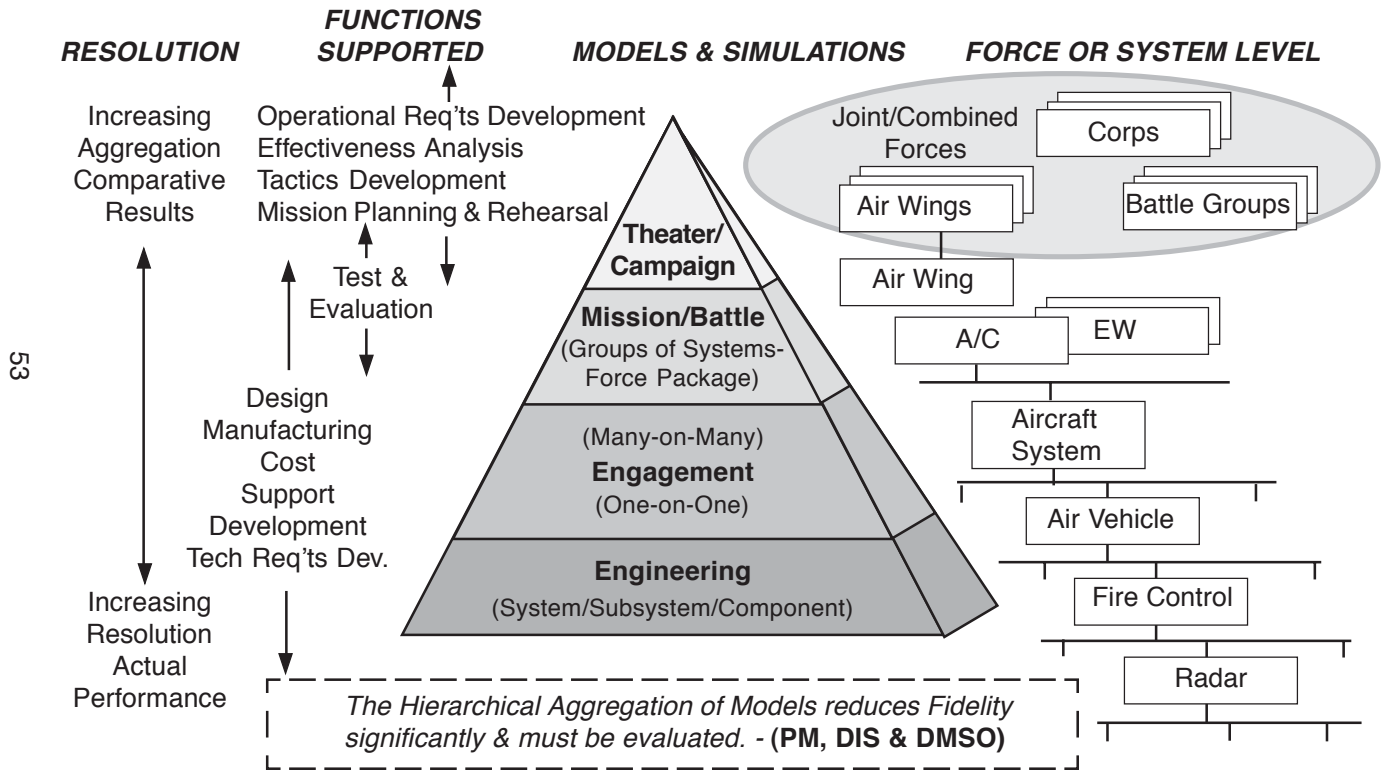 RESOLUTION
FUNCTIONS
SUPPORTED
MODELS & SIMULATIONS
FORCE OR SYSTEM LEVEL
Increasing
Aggregation
Comparative
Results
Increasing
Resolution
Actual
Performance
Operational Req'ts Development
Effectiveness Analysis
Tactics Development
Mission Planning & Rehearsal
Test &
Evaluation
Design
Manufacturing
Cost
Support
Development
Tech Req'ts Dev.
Theater/
Campaign
Mission/Battle
(Groups of Systems-
Force Package)
(Many-on-Many)
Engagement
(One-on-One)
Engineering
(System/Subsystem/Component)
Joint/Combined
Forces
Corps
Air Wings
Battle Groups
Air Wing
A/C
EW
Aircraft
System
Air Vehicle
Fire Control
Radar
The Hierarchical Aggregation of Models reduces Fidelity
significantly & must be evaluated. - (PM, DIS & DMSO)
53